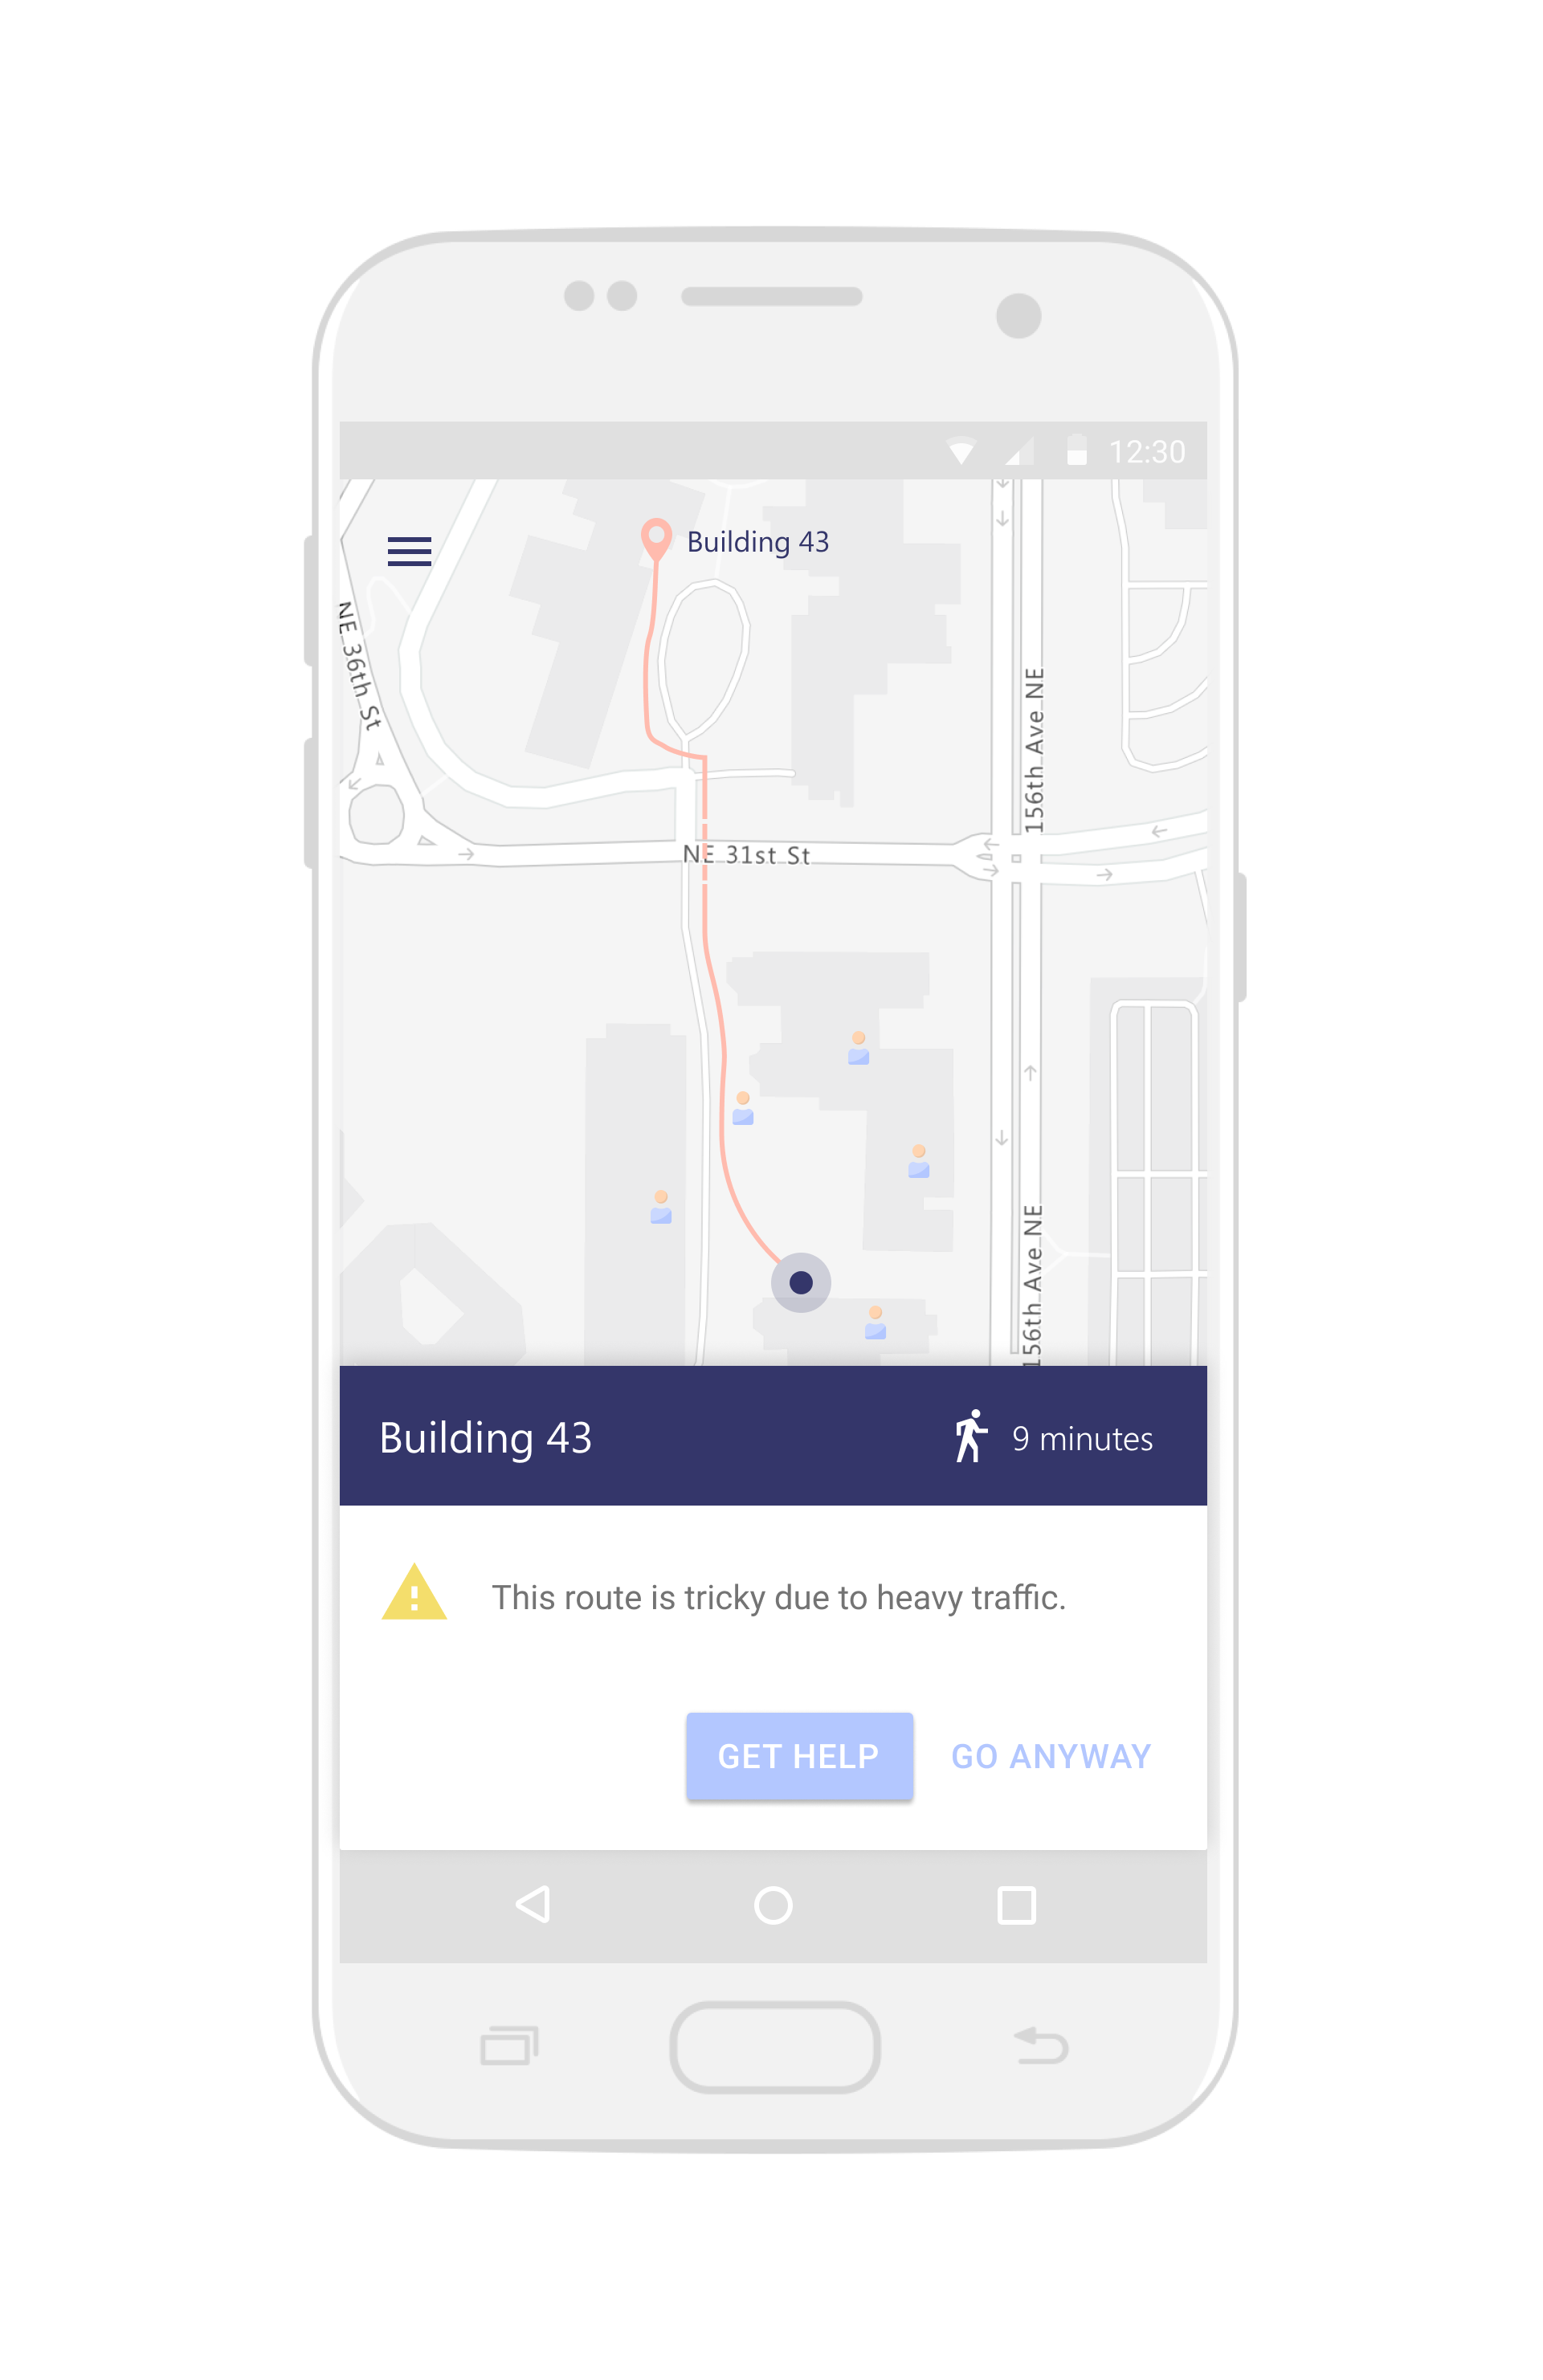 12:30
Building 43
NE 36th St
156th Ave NE
NE 31st St
156th Ave NE
Building 43
9 minutes
This route is tricky due to heavy traffic.
GET HELP
GO ANYWAY